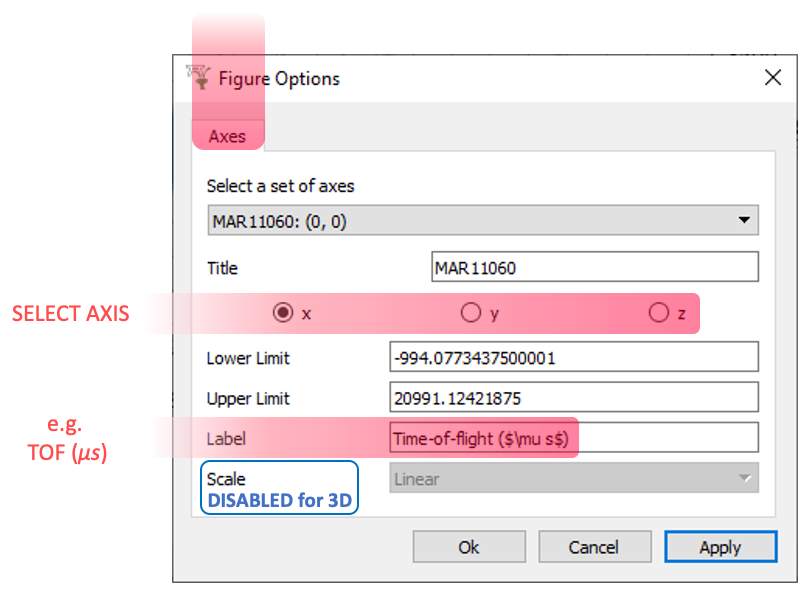 Figure Options
Axes
Select a set of axes
MAR11060: (0, 0)
Title MAR11060
SELECT AXIS x y z
Lower Limit -994.0773437500001
Upper Limit 20991.12421875
e.g.
TOF (μs)
Label Time-of-flight ($\mu s$)
Scale Linear
DISABLED for 3D
Ok Cancel Apply